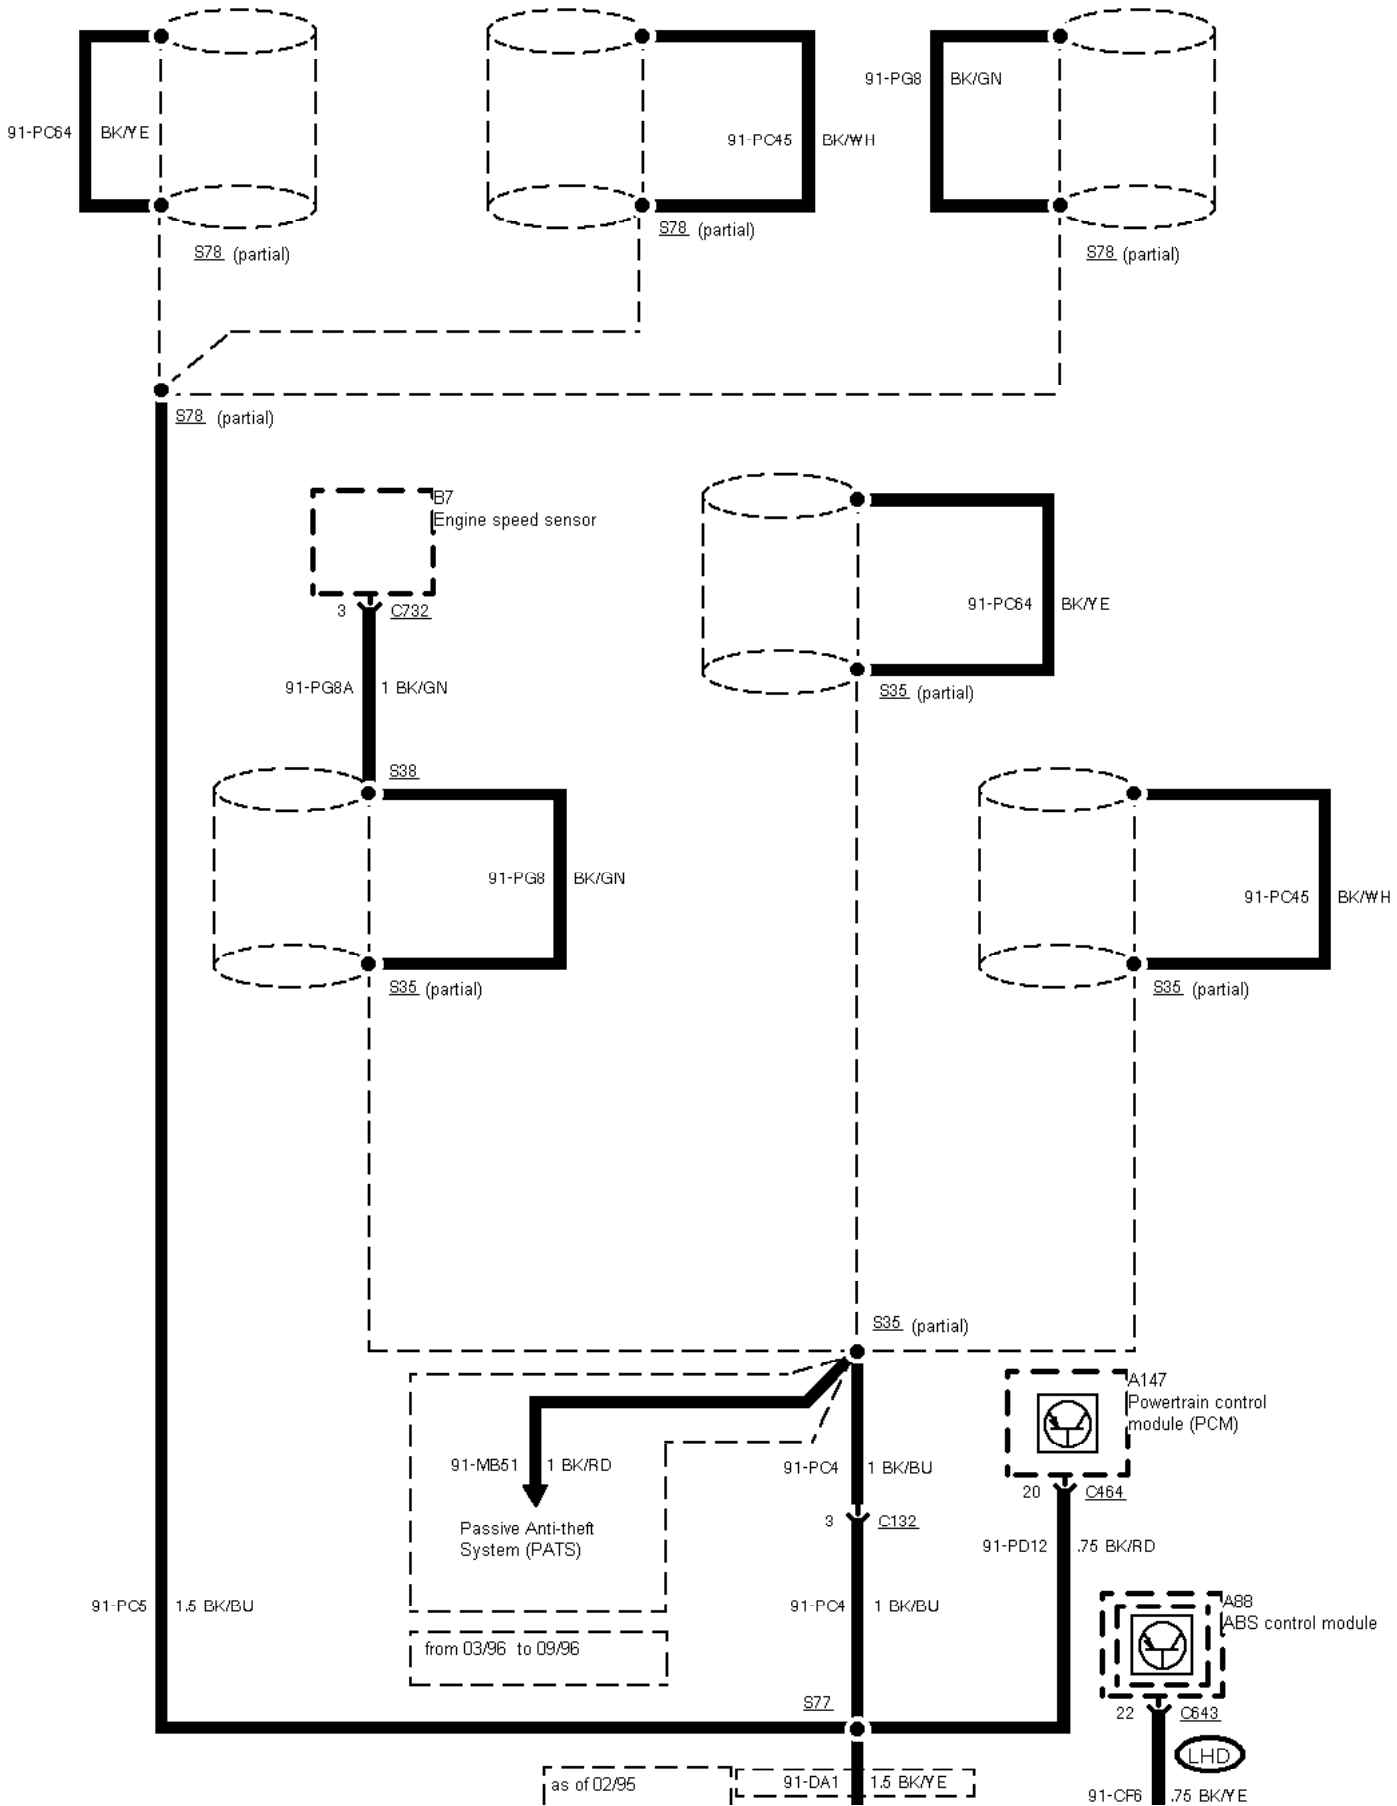 91-PG8 BK/GN
91-PC64 BK/YE
91-PC45 BK/WH
S78 (partial)
S78 (partial)
S78 (partial)
S78 (partial)
B7
Engine speed sensor
3 C732
91-PC64 BK/YE
91-PG8A 1 BK/GN
S35 (partial)
S38
91-PG8 BK/GN
91-PC45 BK/WH
S35 (partial)
S35 (partial)
S35 (partial)
A147
Powertrain control
module (PCM)
91-MB51 1 BK/RD
91-PC4 1 BK/BU
20 C464
3 C132
Passive Anti-theft
System (PATS)
91-PD12 .75 BK/RD
91-PC5 1.5 BK/BU
91-PC4 1 BK/BU
A88
ABS control module
from 03/96 to 09/96
S77
22 C643
LHD
as of 02/95
91-DA1 1.5 BK/YE
91-CF6 .75 BK/YE